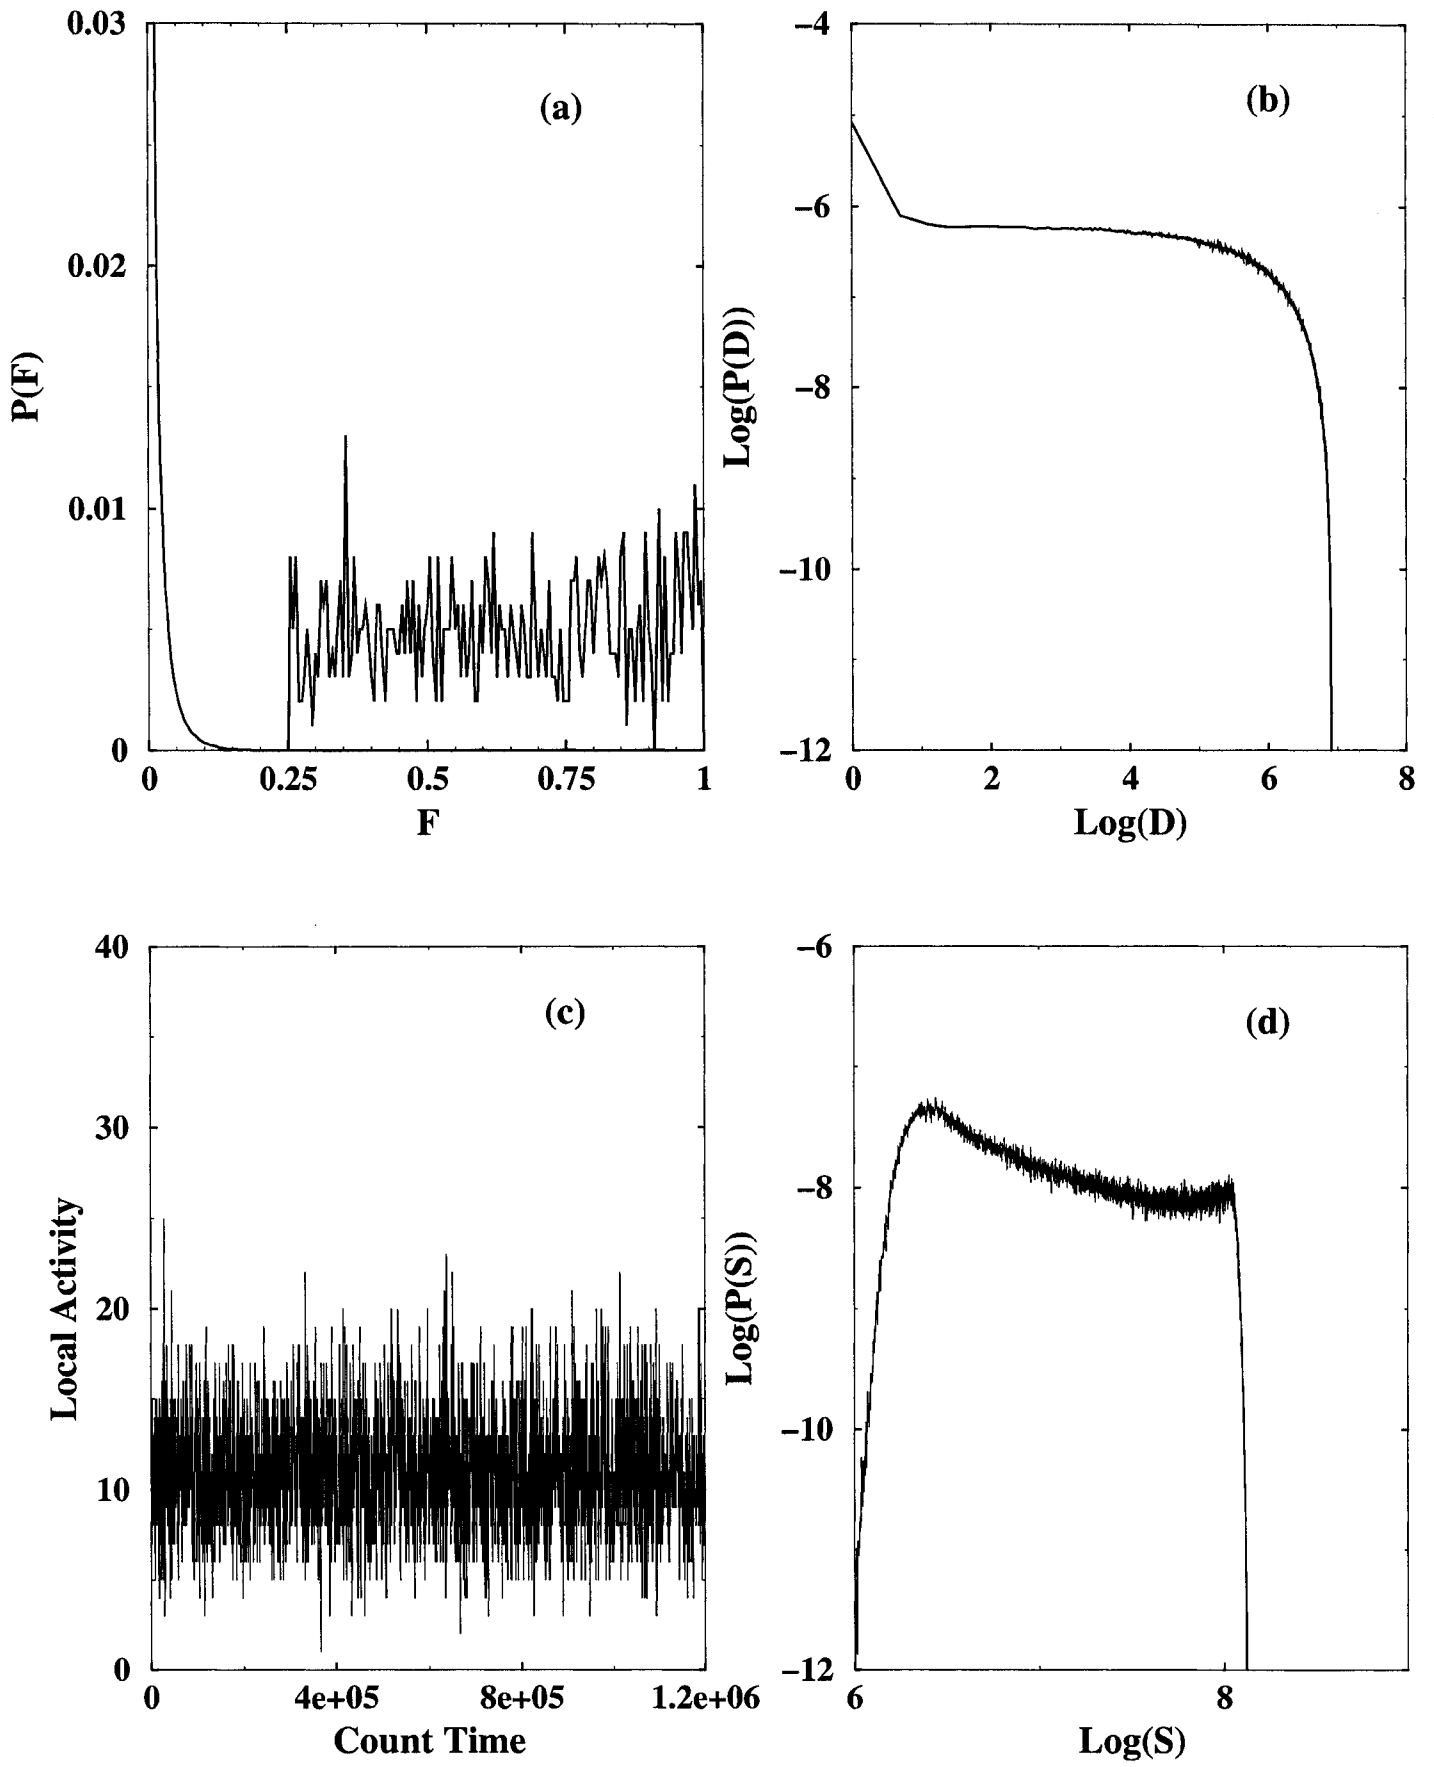 0.03
(a)
0.02
P(F)
0.01
0
0 0.25 0.5 0.75 1
F
−4
(b)
−6
Log(P(D))
−8
−10
−12
0 2 4 6 8
Log(D)
40
(c)
30
Local Activity
20
10
0
0 4e+05 8e+05 1.2e+06
Count Time
−6
(d)
−8
Log(P(S))
−10
−12
6 8
Log(S)